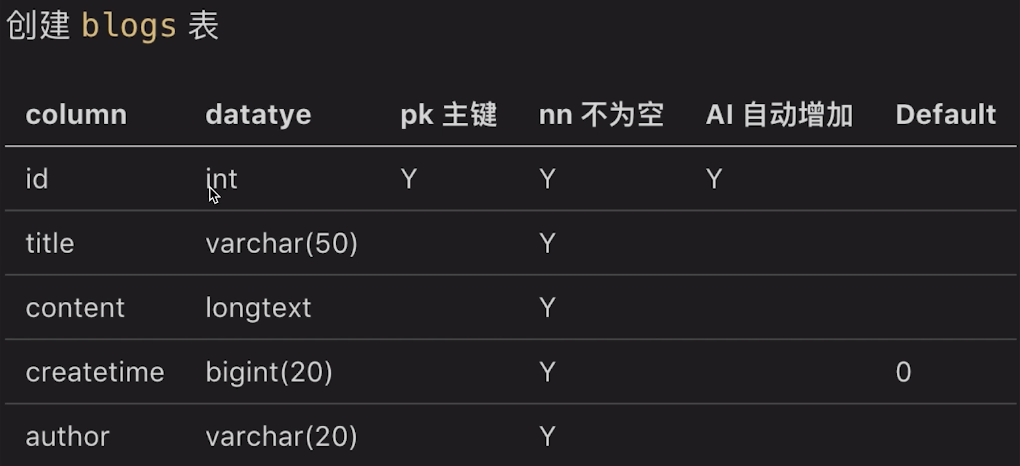 创建 blogs 表
column datatye pk 主键 nn 不为空 AI 自动增加 Default
id int Y Y Y
title varchar(50) Y
content longtext Y
createtime bigint(20) Y 0
author varchar(20) Y